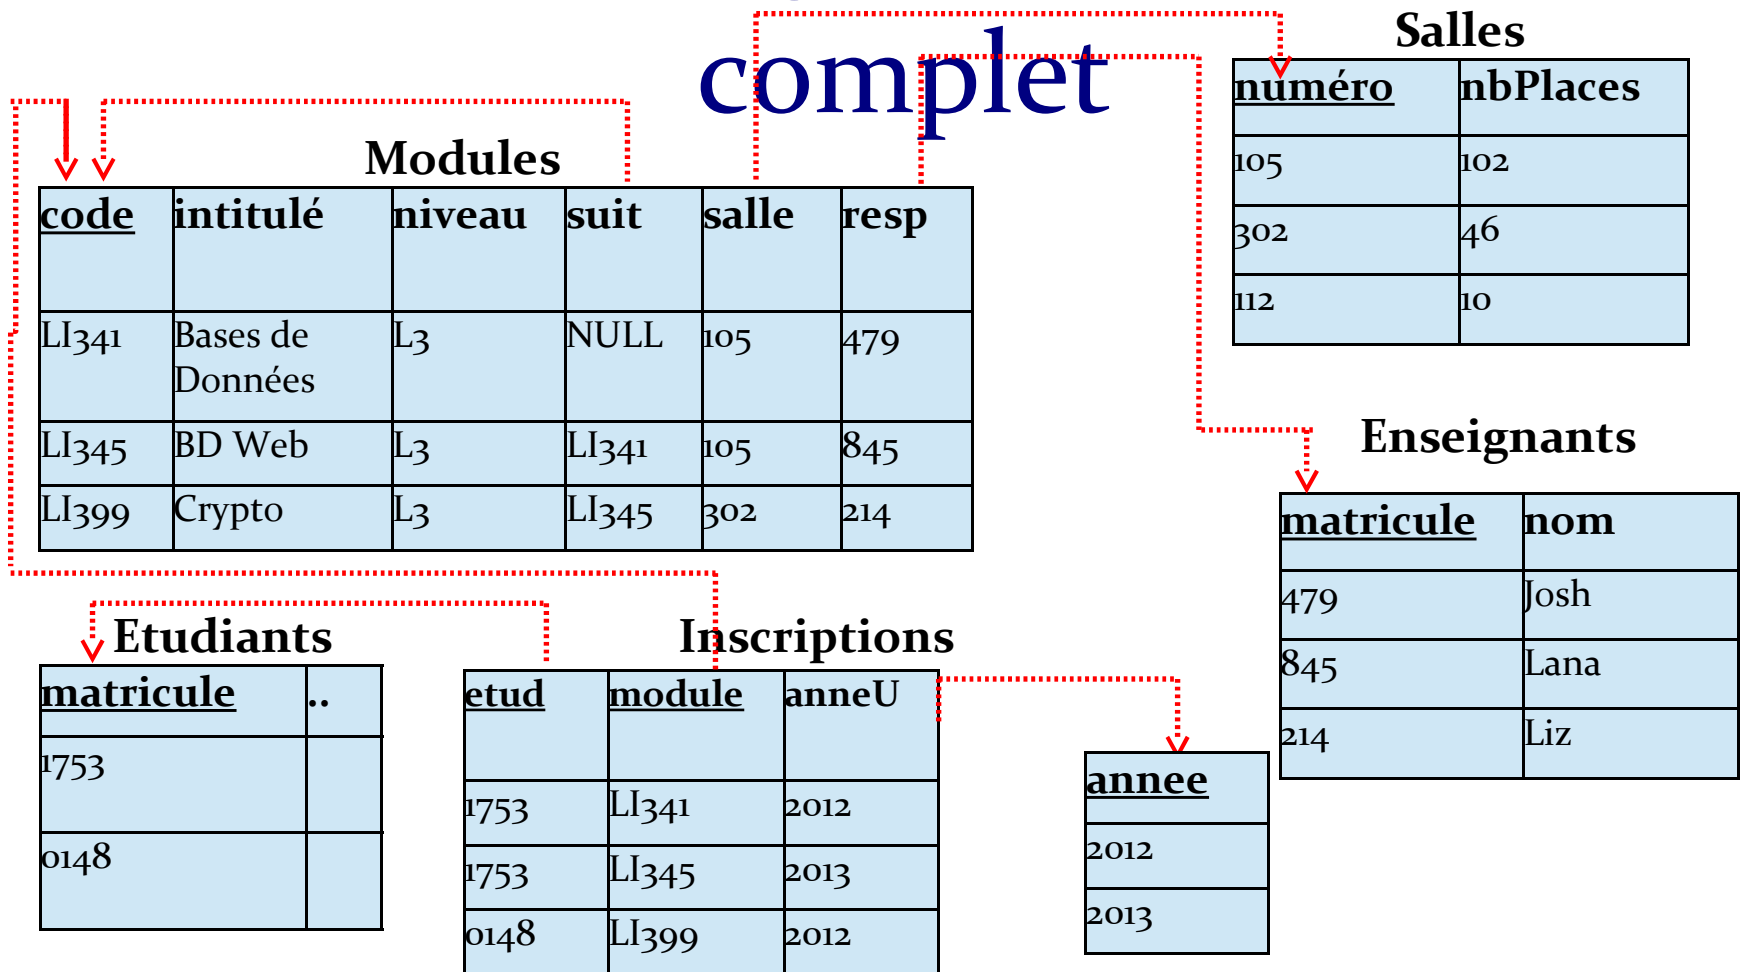 complet
Salles
numéro nbPlaces
105 102
302 46
112 10
Modules
code intitulé niveau suit salle resp
LI341 Bases de Données L3 NULL 105 479
LI345 BD Web L3 LI341 105 845
LI399 Crypto L3 LI345 302 214
Enseignants
matricule nom
479 Josh
845 Lana
214 Liz
Etudiants
matricule ..
1753
0148
Inscriptions
etud module anneU
1753 LI341 2012
1753 LI345 2013
0148 LI399 2012
annee
2012
2013